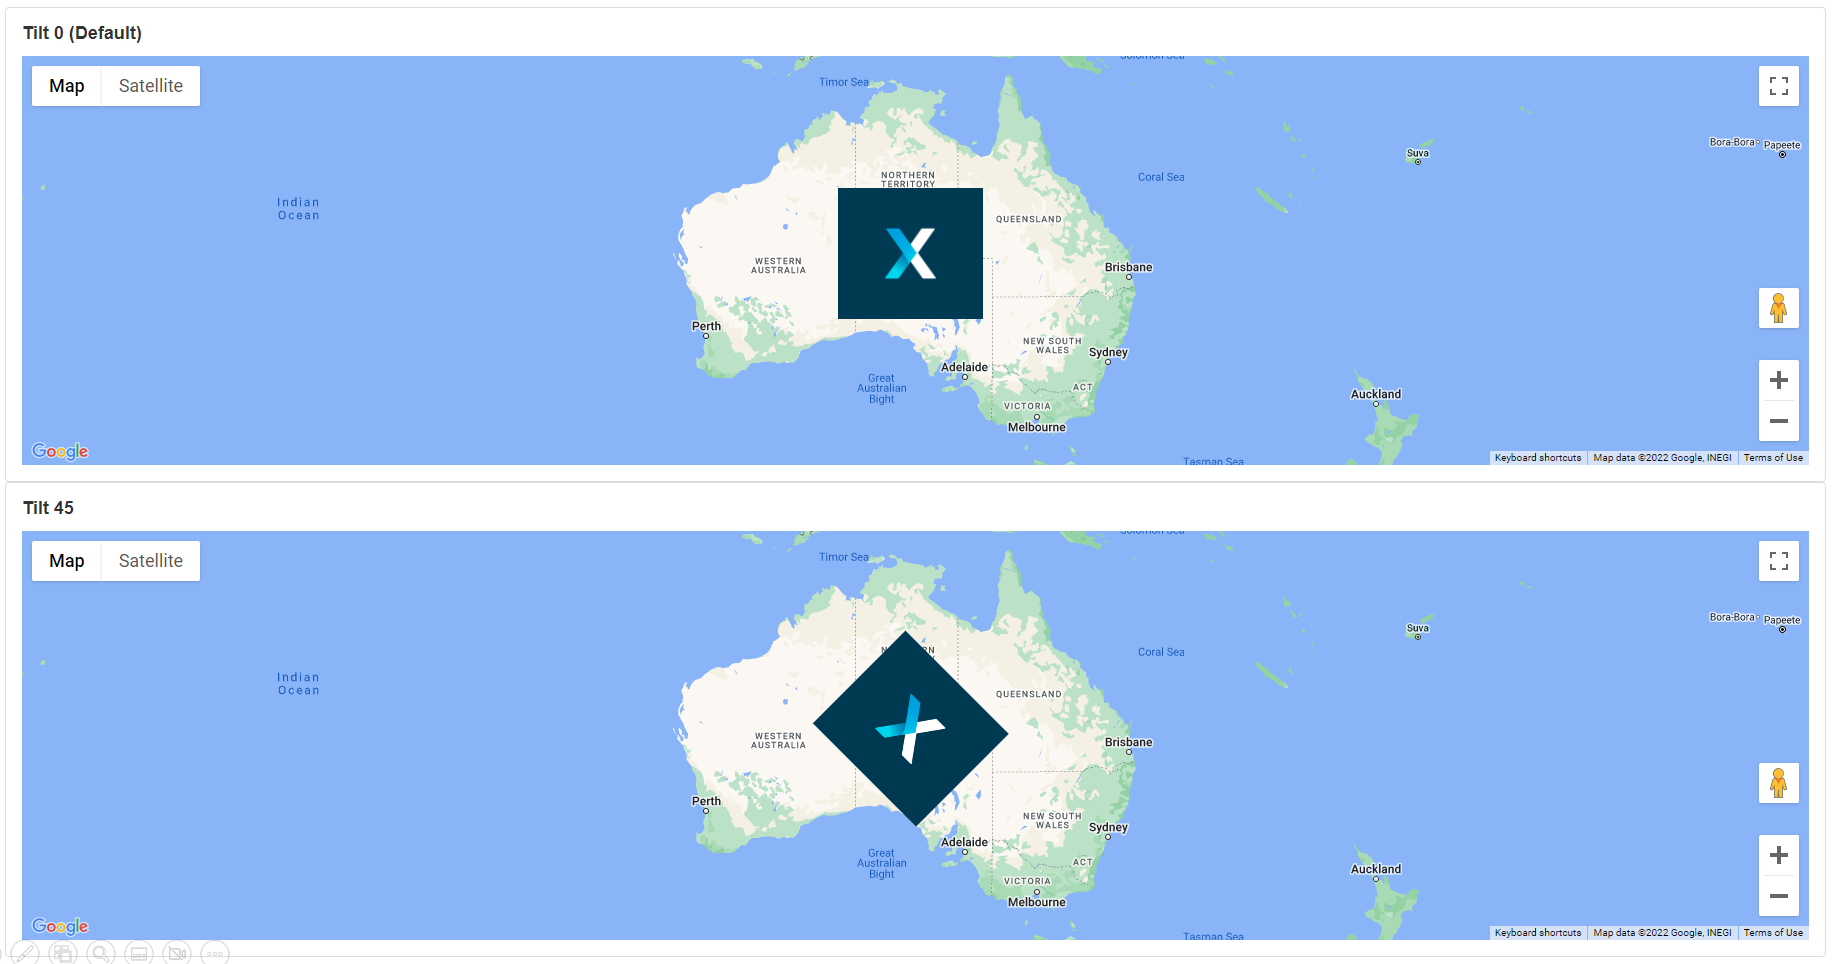 Tilt 0 (Default)
Map
Satellite
Timor Sea
Bora-Bora
Papeete
Suva
Coral Sea
NORTHERN
TERRITORY
Indian
Ocean
QUEENSLAND
WESTERN
AUSTRALIA
Brisbane
Perth
NEW SOUTH
WALES
Sydney
Adelaide
Great
Australian
Bight
ACT
Auckland
VICTORIA
Melbourne
Google
Tasman Sea
Keyboard shortcuts
Map data ©2022 Google, INEGI
Terms of Use
Tilt 45
Map
Satellite
Timor Sea
Bora-Bora
Papeete
Suva
Coral Sea
Indian
Ocean
QUEENSLAND
WESTERN
AUSTRALIA
Brisbane
Perth
NEW SOUTH
WALES
Sydney
Adelaide
Great
Australian
Bight
ACT
Auckland
VICTORIA
Melbourne
Google
Tasman Sea
Keyboard shortcuts
Map data ©2022 Google, INEGI
Terms of Use